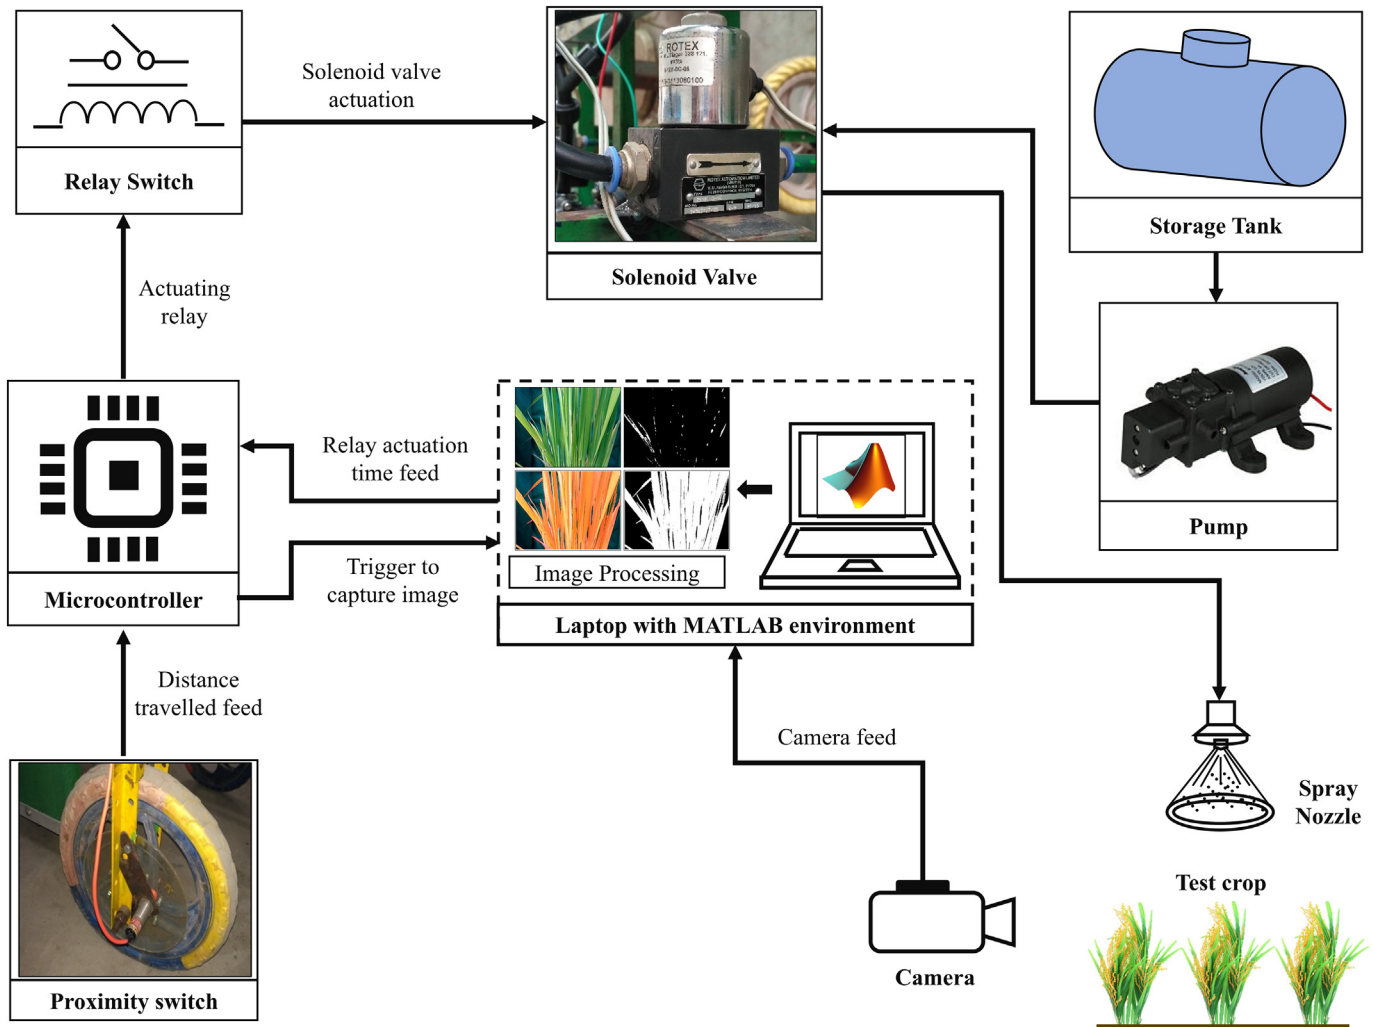 Solenoid valve
actuation
ROTEX
Relay Switch
Solenoid Valve
Storage Tank
Actuating
relay
Relay actuation
time feed
Trigger to
capture image
Image Processing
Laptop with MATLAB environment
Pump
Microcontroller
Distance
travelled feed
Camera feed
Spray
Nozzle
Test crop
Camera
Proximity switch